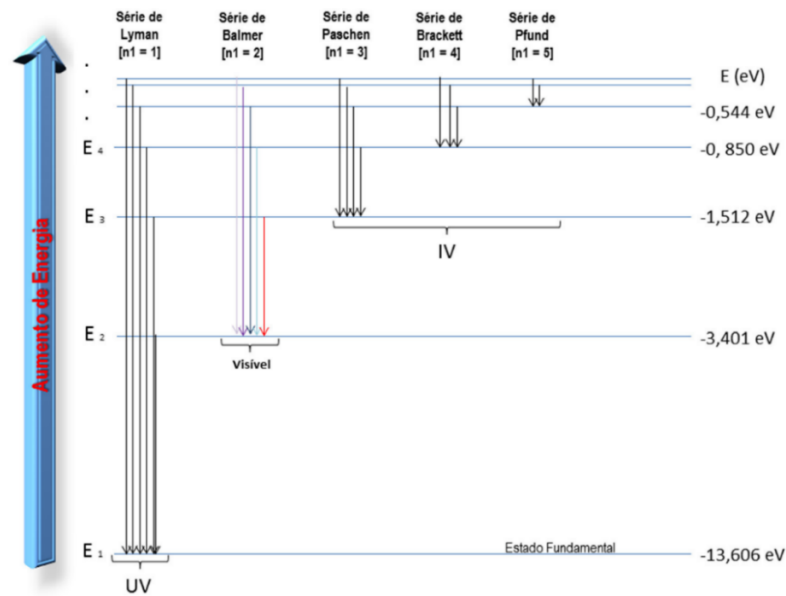 Série de
Lyman
[n1 = 1]
Série de
Balmer
[n1 = 2]
Série de
Paschen
[n1 = 3]
Série de
Brackett
[n1 = 4]
Série de
Pfund
[n1 = 5]
Aumento de Energia
.
.
.
E (eV)
-0,544 eV
E 4
-0, 850 eV
E 3
-1,512 eV
IV
E 2
-3,401 eV
Visível
E 1
Estado Fundamental
-13,606 eV
UV